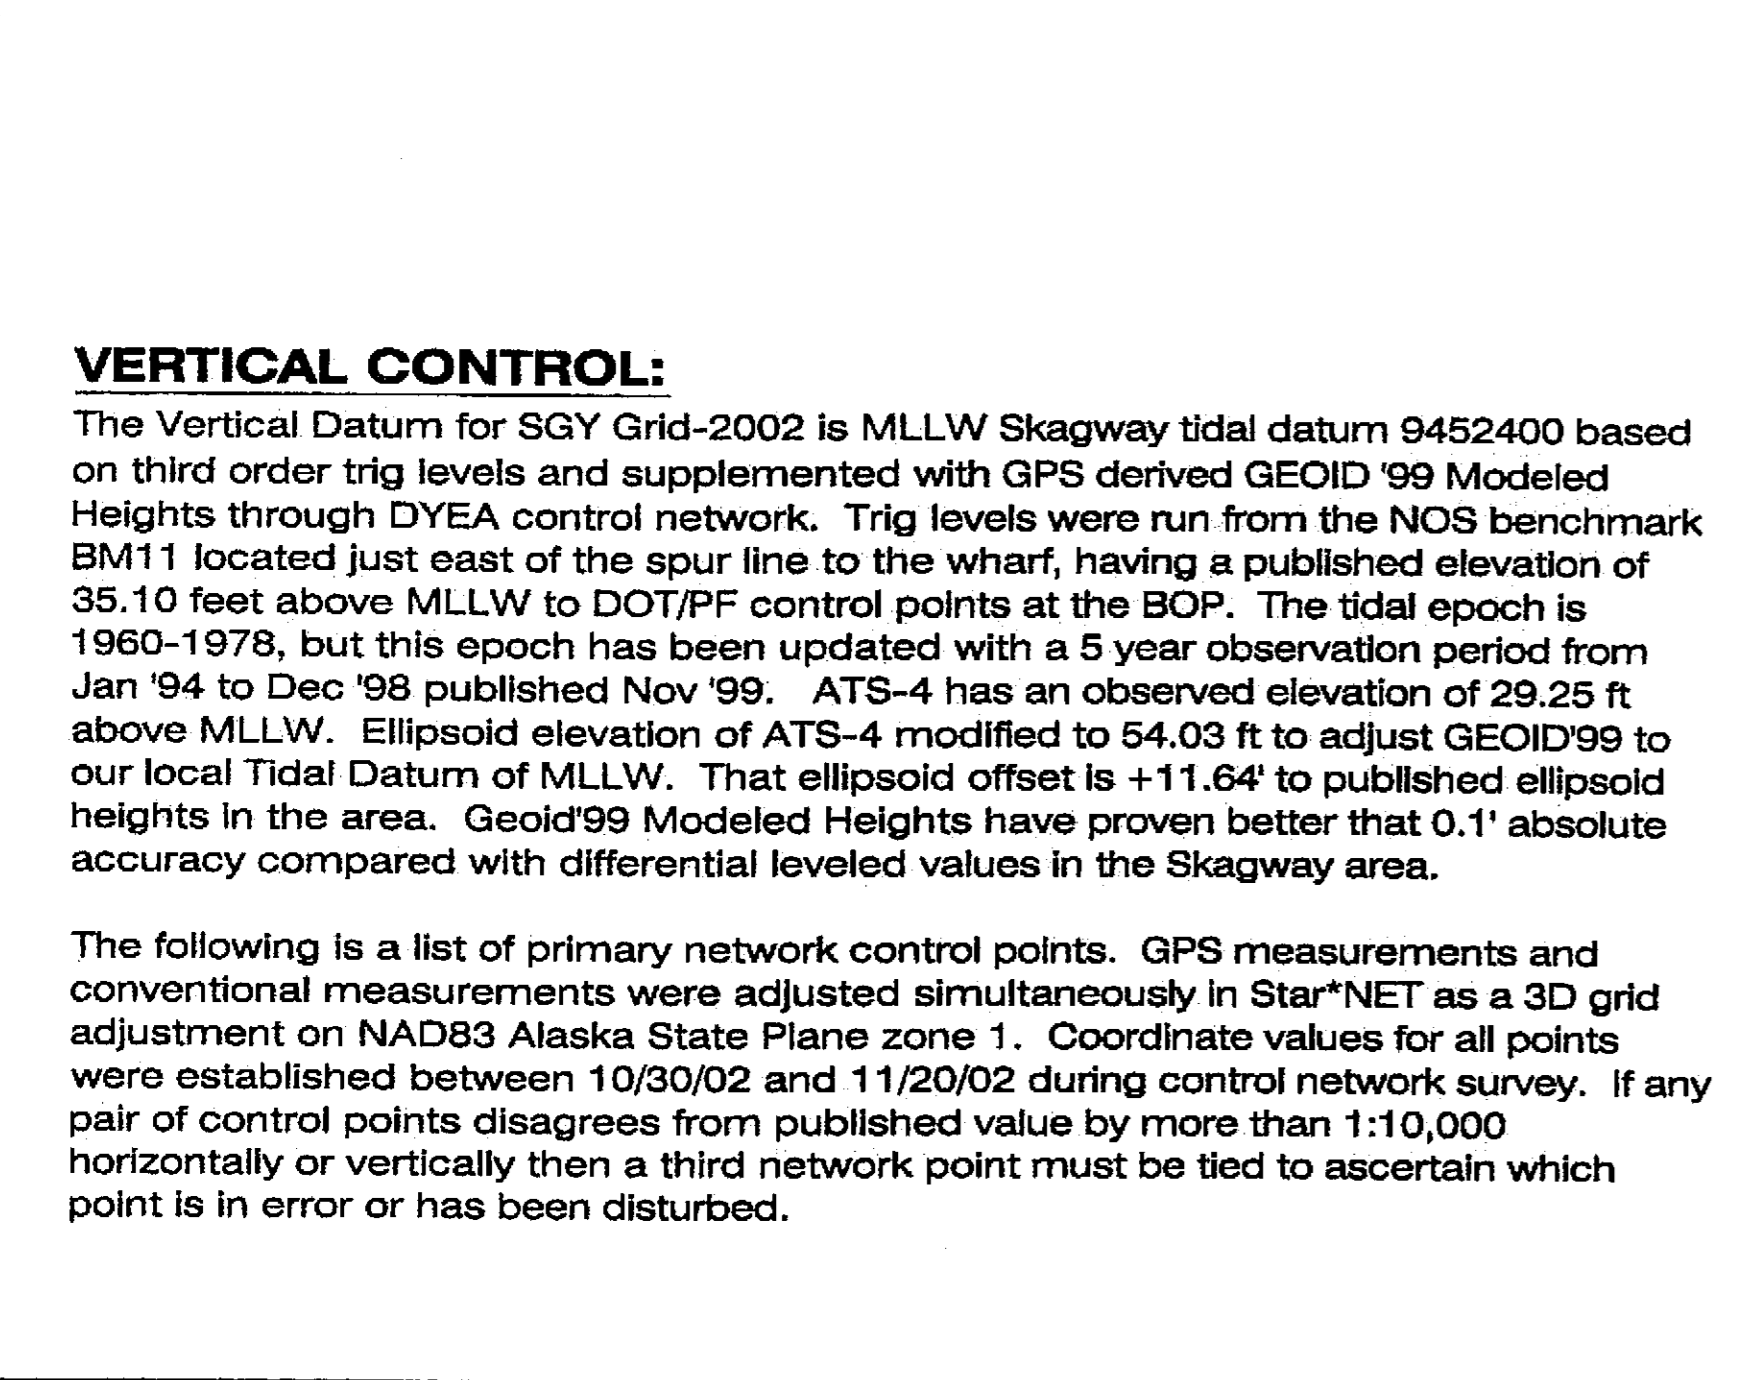 VERTICAL CONTROL:
The Vertical Datum for SGY Grid-2002 is MLLW Skagway tidal datum 9452400 based
on third order trig levels and supplemented with GPS derived GEOID '99 Modeled
Heights through DYEA control network. Trig levels were run from the NOS benchmark
BM11 located just east of the spur line to the wharf, having a published elevation of
35.10 feet above MLLW to DOT/PF control points at the BOP. The tidal epoch is
1960-1978, but this epoch has been updated with a 5 year observation period from
Jan '94 to Dec '98 published Nov '99. ATS-4 has an observed elevation of 29.25 ft
above MLLW. Ellipsoid elevation of ATS-4 modified to 54.03 ft to adjust GEOID'99 to
our local Tidal Datum of MLLW. That ellipsoid offset is +11.64' to published ellipsoid
heights in the area. Geoid'99 Modeled Heights have proven better that 0.1' absolute
accuracy compared with differential leveled values in the Skagway area.
The following is a list of primary network control points. GPS measurements and
conventional measurements were adjusted simultaneously in Star*NET as a 3D grid
adjustment on NAD83 Alaska State Plane zone 1. Coordinate values for all points
were established between 10/30/02 and 11/20/02 during control network survey. If any
pair of control points disagrees from published value by more than 1:10,000
horizontally or vertically then a third network point must be tied to ascertain which
point is in error or has been disturbed.